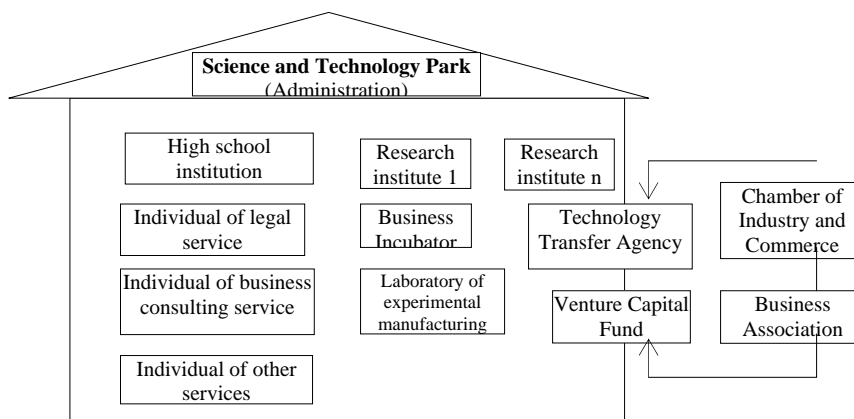 Science and Technology Park
(Administration)
High school
institution
Research
institute 1
Research
institute n
Individual of legal
service
Business
Incubator
Technology
Transfer Agency
Chamber of
Industry and
Commerce
Individual of business
consulting service
Laboratory of
experimental
manufacturing
Venture Capital
Fund
Business
Association
Individual of other
services